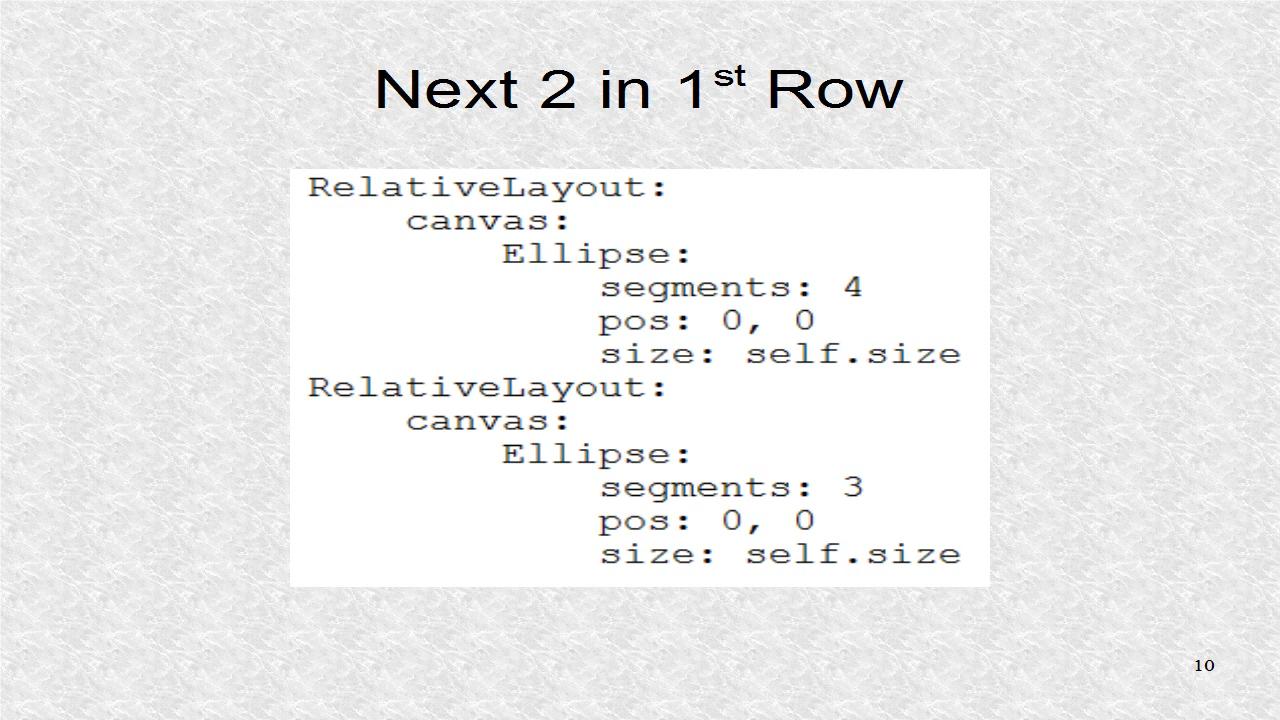 Next 2 in 1st Row
RelativeLayout:
canvas:
Ellipse:
segments: 4
pos: 0, 0
size: self.size
RelativeLayout:
canvas:
Ellipse:
segments: 3
pos: 0, 0
size: self.size
10